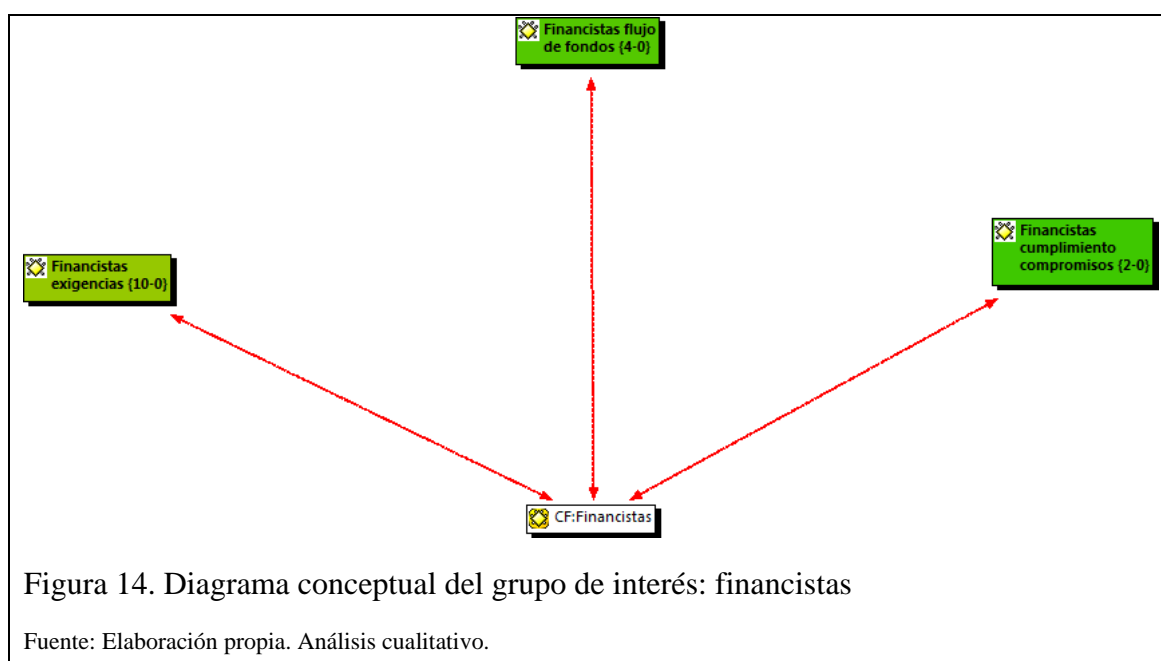 Financistas flujo
de fondos {4-0}
Financistas
cumplimiento
compromisos {2-0}
Financistas
exigencias {10-0}
CF:Financistas
Figura 14. Diagrama conceptual del grupo de interés: financistas
Fuente: Elaboración propia. Análisis cualitativo.